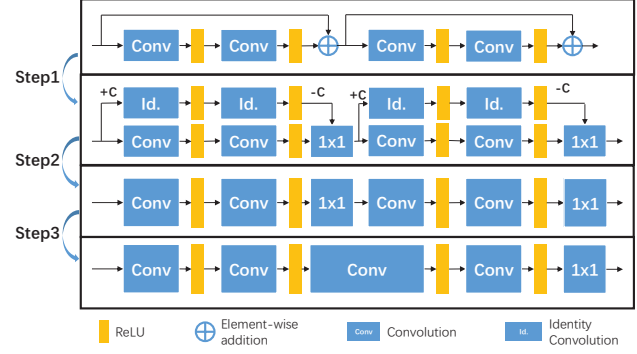 Conv Conv Conv Conv
Step1
+C -C +C -C
Id. Id. Id. Id.
Conv Conv 1x1 Conv Conv 1x1
Step2
Conv Conv 1x1 Conv Conv 1x1
Step3
Conv Conv Conv Conv 1x1
ReLU Element-wise addition Conv Convolution Id. Identity Convolution